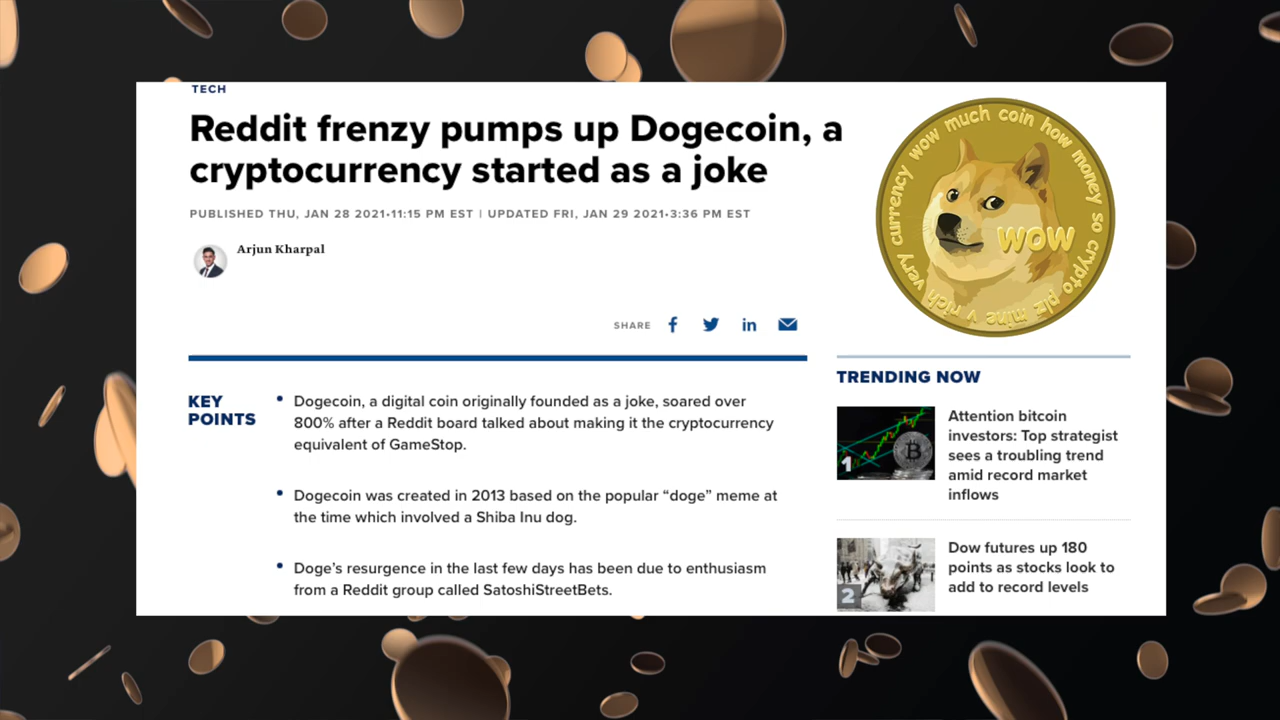 TECH
Reddit frenzy pumps up Dogecoin, a
cryptocurrency started as a joke
PUBLISHED THU, JAN 28 2021•11:15 PM EST | UPDATED FRI, JAN 29 2021•3:36 PM EST
Arjun Kharpal
SHARE
f
in
very currency wow much coin how money so crypto plz mine v rich
wow
KEY
POINTS
• Dogecoin, a digital coin originally founded as a joke, soared over
800% after a Reddit board talked about making it the cryptocurrency
equivalent of GameStop.
• Dogecoin was created in 2013 based on the popular “doge” meme at
the time which involved a Shiba Inu dog.
• Doge’s resurgence in the last few days has been due to enthusiasm
from a Reddit group called SatoshiStreetBets.
TRENDING NOW
1
Attention bitcoin
investors: Top strategist
sees a troubling trend
amid record market
inflows
2
Dow futures up 180
points as stocks look to
add to record levels